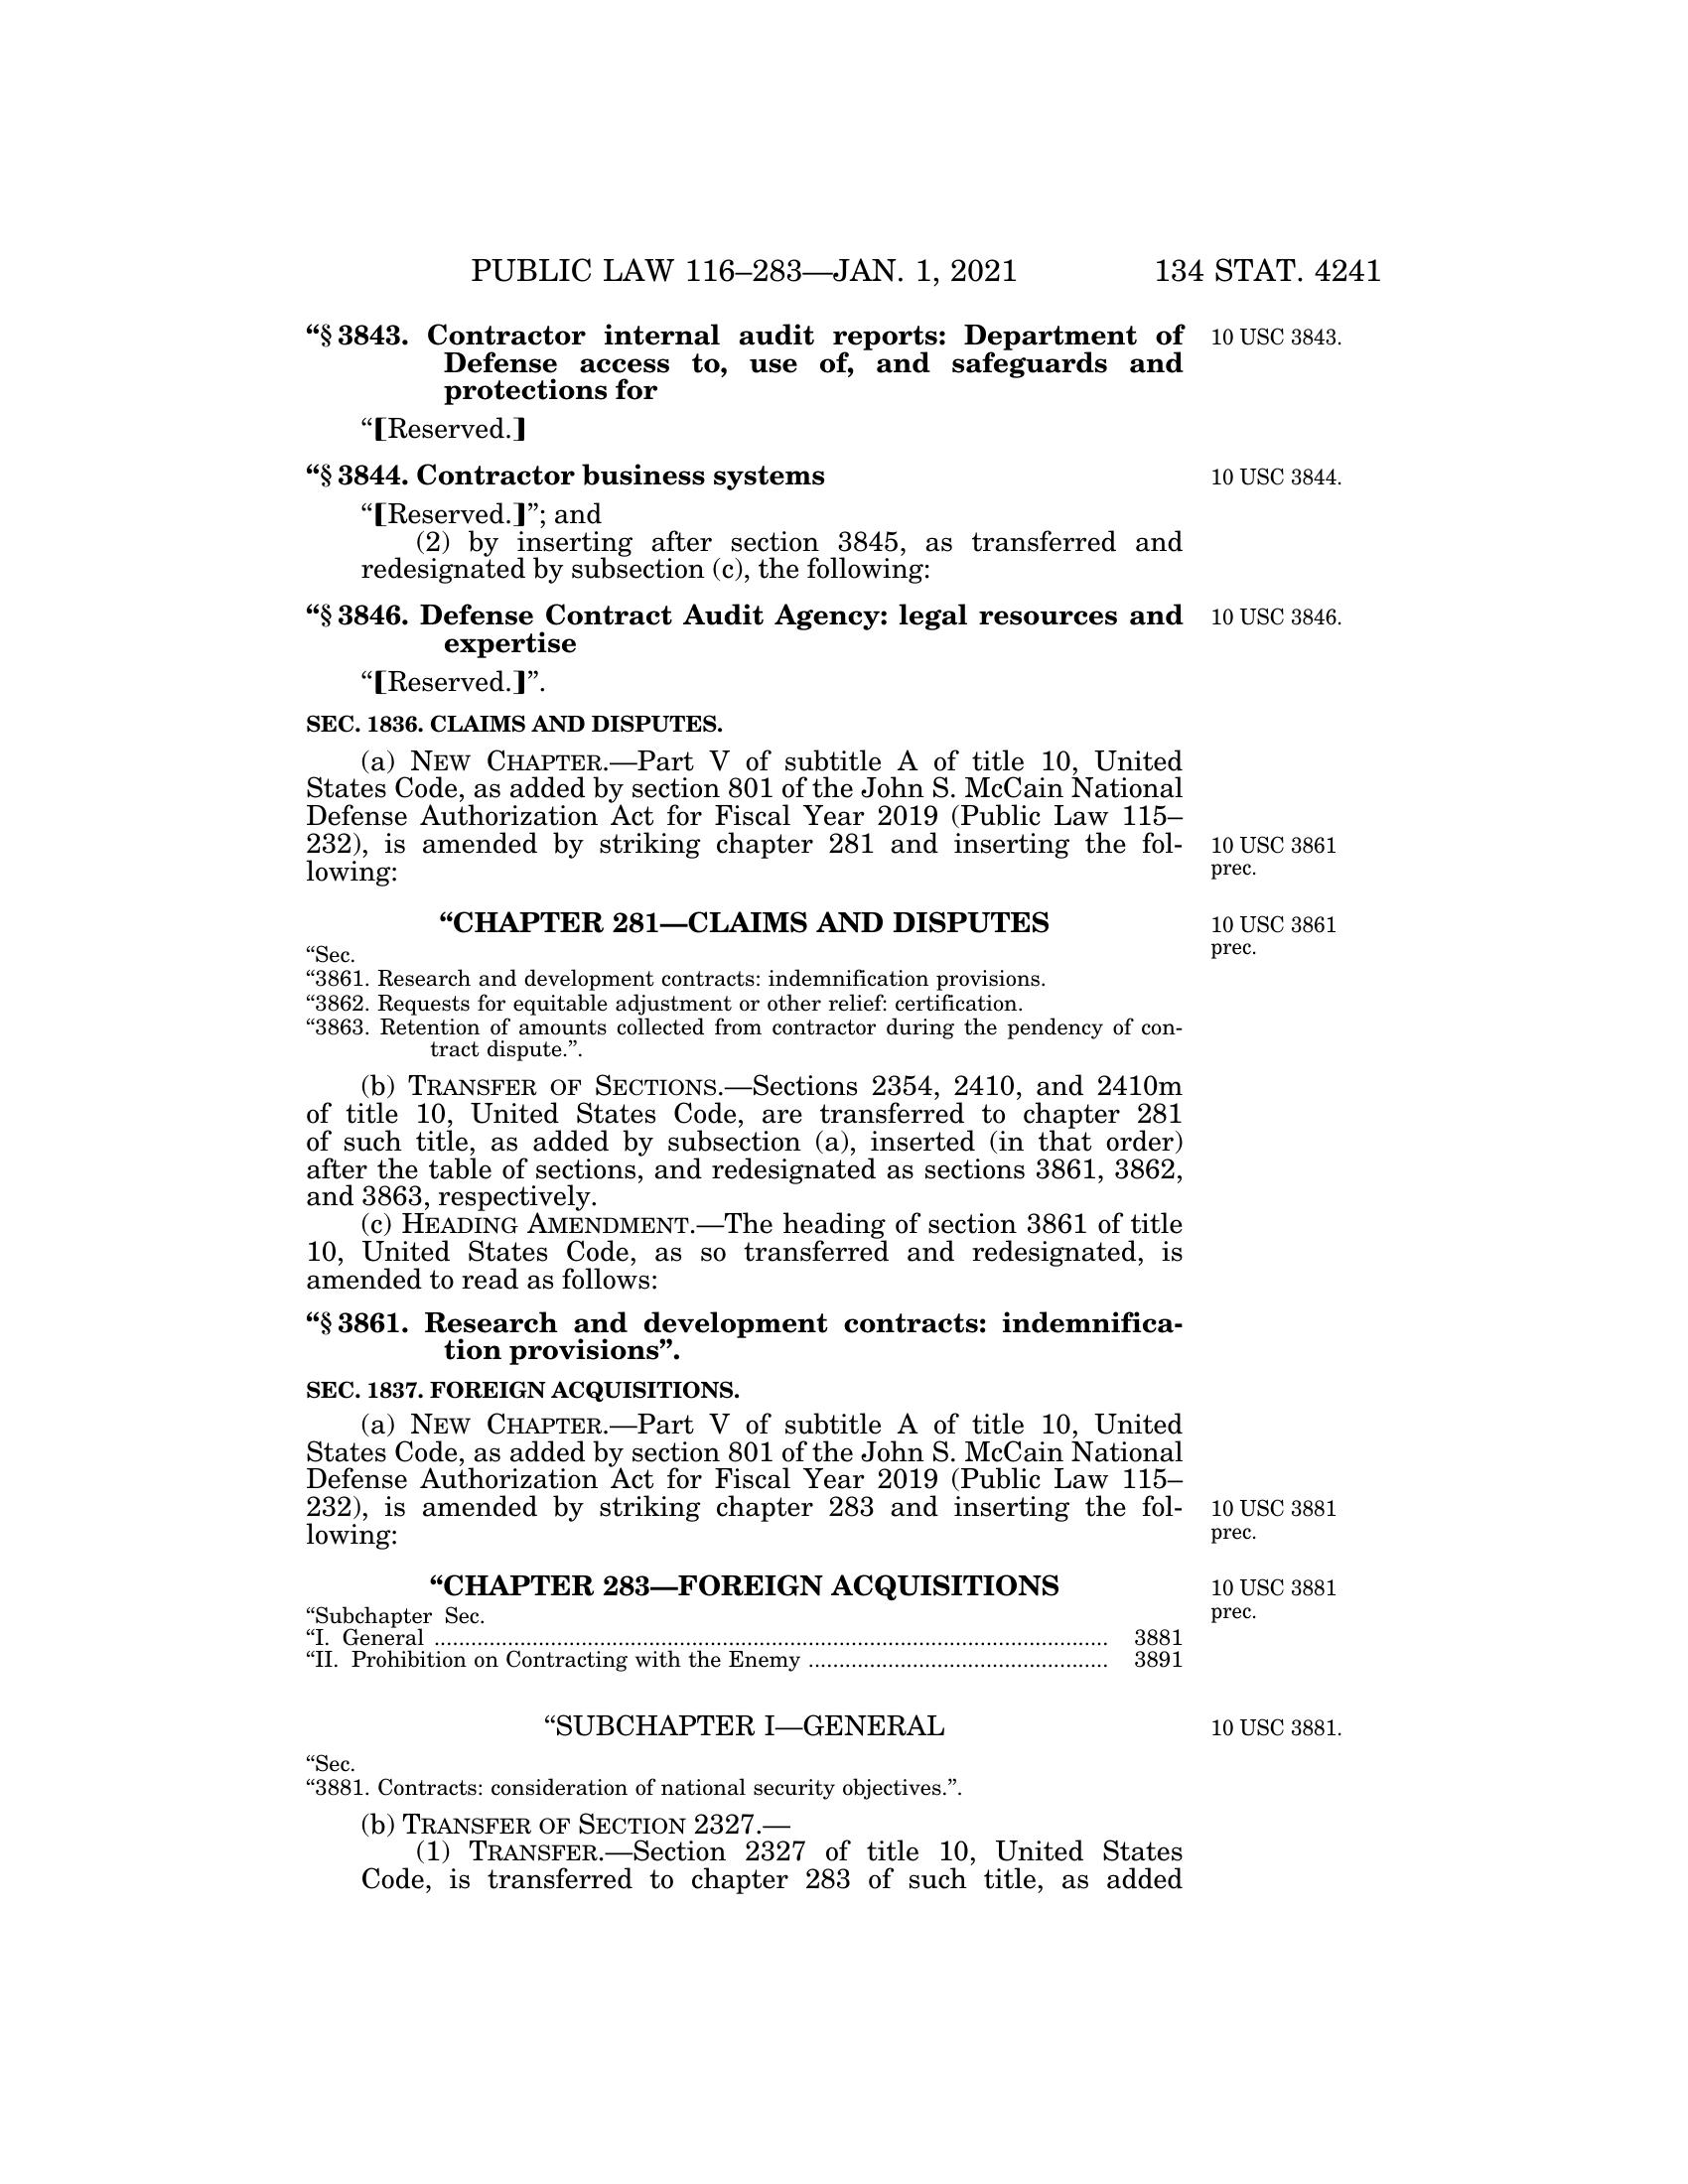 PUBLIC LAW 116–283—JAN. 1, 2021 134 STAT. 4241
“§ 3843. Contractor internal audit reports: Department of 10 USC 3843.
Defense access to, use of, and safeguards and
protections for
“【Reserved.】
“§ 3844. Contractor business systems 10 USC 3844.
“【Reserved.】”; and
(2) by inserting after section 3845, as transferred and
redesignated by subsection (c), the following:
“§ 3846. Defense Contract Audit Agency: legal resources and 10 USC 3846.
expertise
“【Reserved.】”.
SEC. 1836. CLAIMS AND DISPUTES.
(a) NEW CHAPTER.—Part V of subtitle A of title 10, United
States Code, as added by section 801 of the John S. McCain National
Defense Authorization Act for Fiscal Year 2019 (Public Law 115–
232), is amended by striking chapter 281 and inserting the fol- 10 USC 3861
lowing: prec.
“CHAPTER 281—CLAIMS AND DISPUTES 10 USC 3861
prec.
“Sec.
“3861. Research and development contracts: indemnification provisions.
“3862. Requests for equitable adjustment or other relief: certification.
“3863. Retention of amounts collected from contractor during the pendency of con-
tract dispute.”.
(b) TRANSFER OF SECTIONS.—Sections 2354, 2410, and 2410m
of title 10, United States Code, are transferred to chapter 281
of such title, as added by subsection (a), inserted (in that order)
after the table of sections, and redesignated as sections 3861, 3862,
and 3863, respectively.
(c) HEADING AMENDMENT.—The heading of section 3861 of title
10, United States Code, as so transferred and redesignated, is
amended to read as follows:
“§ 3861. Research and development contracts: indemnifica-
tion provisions”.
SEC. 1837. FOREIGN ACQUISITIONS.
(a) NEW CHAPTER.—Part V of subtitle A of title 10, United
States Code, as added by section 801 of the John S. McCain National
Defense Authorization Act for Fiscal Year 2019 (Public Law 115–
232), is amended by striking chapter 283 and inserting the fol- 10 USC 3881
lowing: prec.
“CHAPTER 283—FOREIGN ACQUISITIONS 10 USC 3881
prec.
“Subchapter Sec.
“I. General ................................................................................................................ 3881
“II. Prohibition on Contracting with the Enemy ................................................. 3891
“SUBCHAPTER I—GENERAL 10 USC 3881.
“Sec.
“3881. Contracts: consideration of national security objectives.”.
(b) TRANSFER OF SECTION 2327.—
(1) TRANSFER.—Section 2327 of title 10, United States
Code, is transferred to chapter 283 of such title, as added